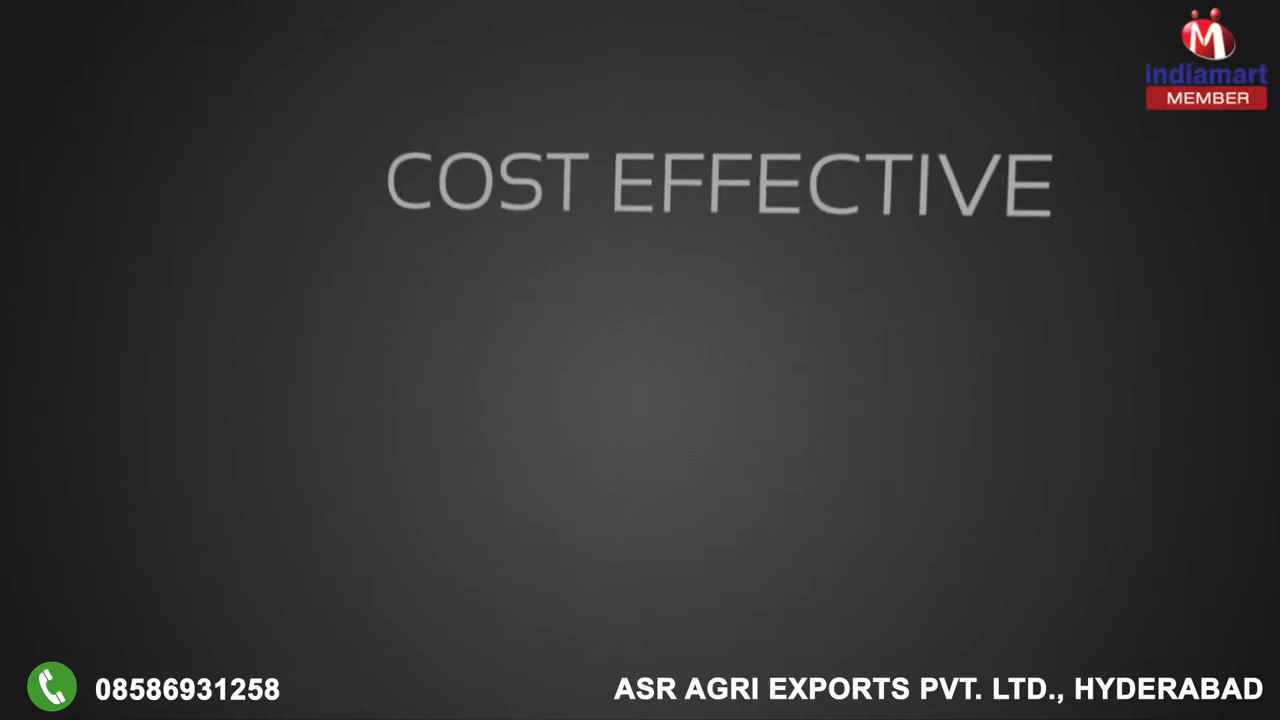 indiamart
MEMBER
COST EFFECTIVE
08586931258
ASR AGRI EXPORTS PVT. LTD., HYDERABAD